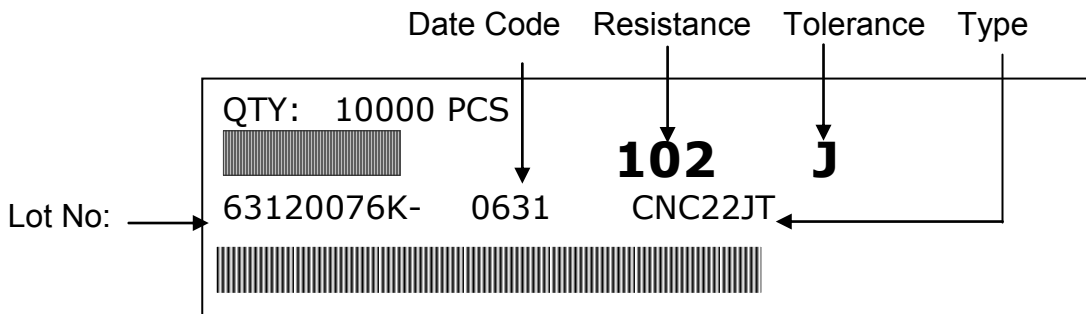 Date Code Resistance Tolerance Type
QTY: 10000 PCS
102 J
Lot No: 63120076K- 0631 CNC22JT